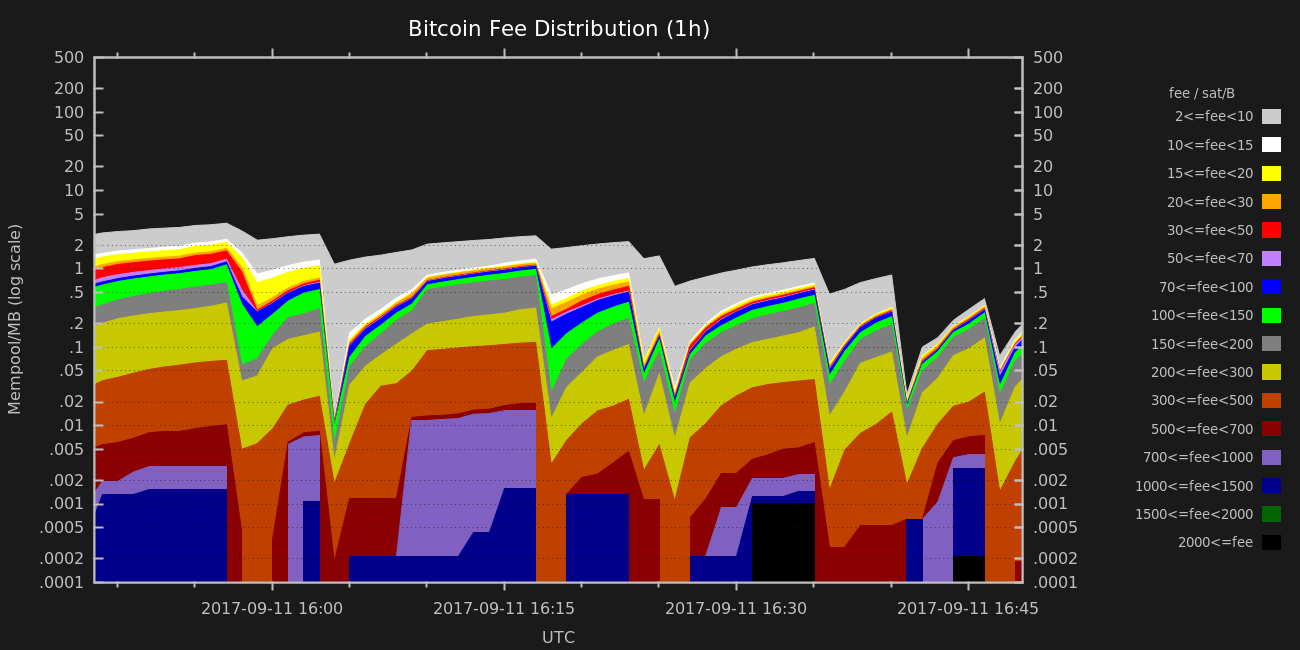 Bitcoin Fee Distribution (1h)
500 500
200 200
100 100
50 50
20 20
10 10
5 5
2 2
1 1
.5 .5
.2 .2
.1 .1
.05 .05
.02 .02
.01 .01
.005 .005
.002 .002
.001 .001
.0005 .0005
.0002 .0002
.0001 .0001
Mempool/MB (log scale)
2017-09-11 16:00 2017-09-11 16:15 2017-09-11 16:30 2017-09-11 16:45
UTC
fee / sat/B
2<=fee<10
10<=fee<15
15<=fee<20
20<=fee<30
30<=fee<50
50<=fee<70
70<=fee<100
100<=fee<150
150<=fee<200
200<=fee<300
300<=fee<500
500<=fee<700
700<=fee<1000
1000<=fee<1500
1500<=fee<2000
2000<=fee